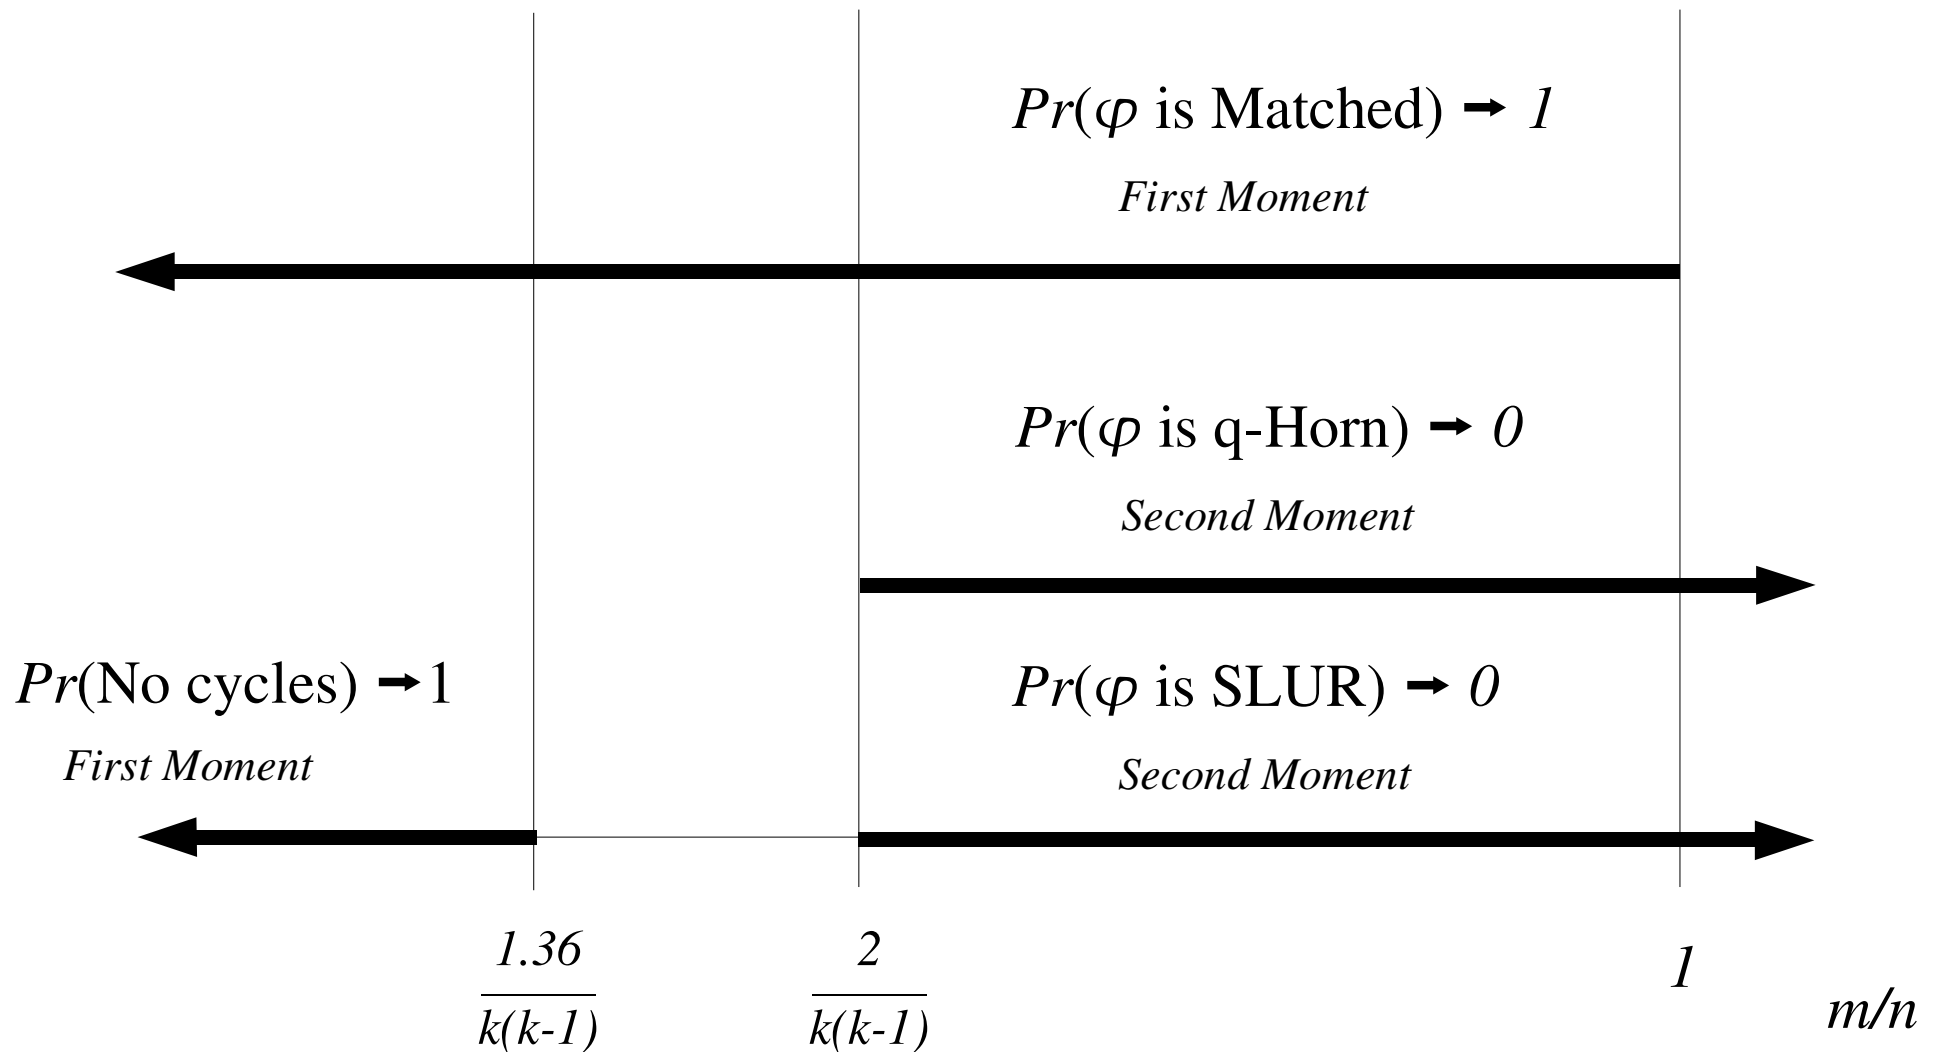 Pr(φ is Matched) → 1
First Moment
Pr(φ is q-Horn) → 0
Second Moment
Pr(No cycles) →1
First Moment
Pr(φ is SLUR) → 0
Second Moment
1.36
k(k-1)
2
k(k-1)
1
m/n